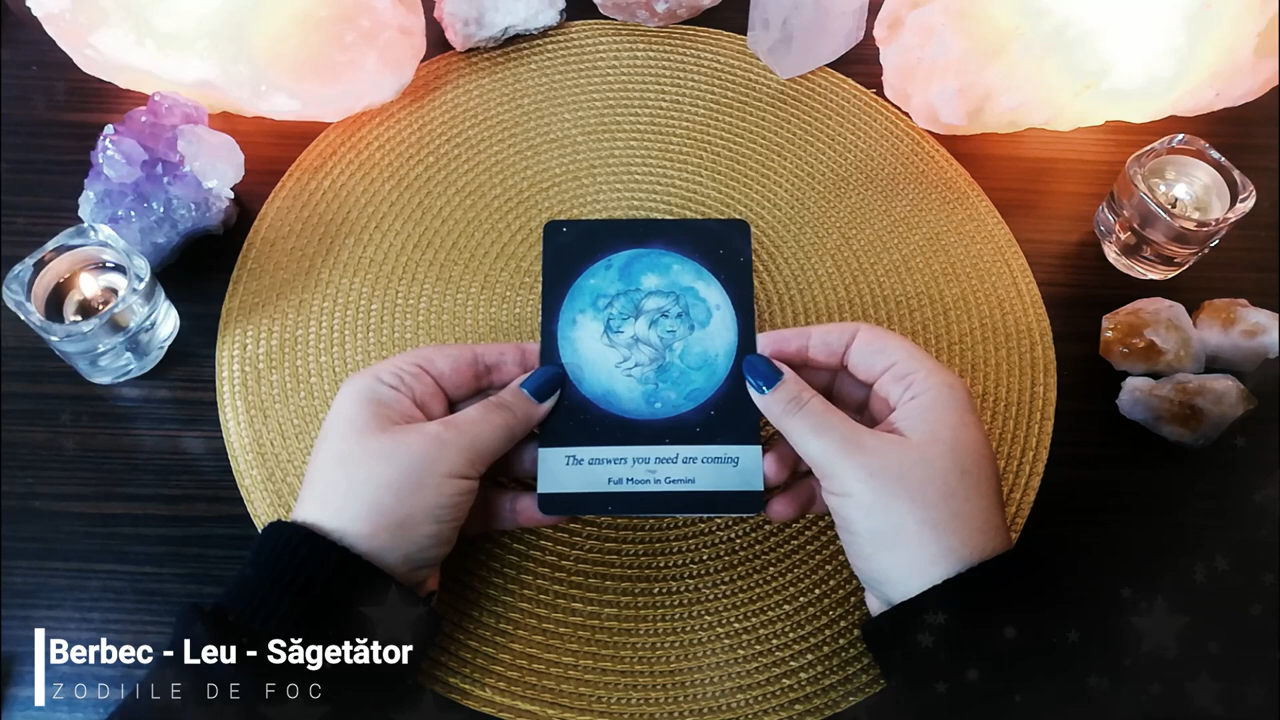 The answers you need are coming
Full Moon in Gemini
Berbec - Leu - Săgetător
ZODIILE DE FOC